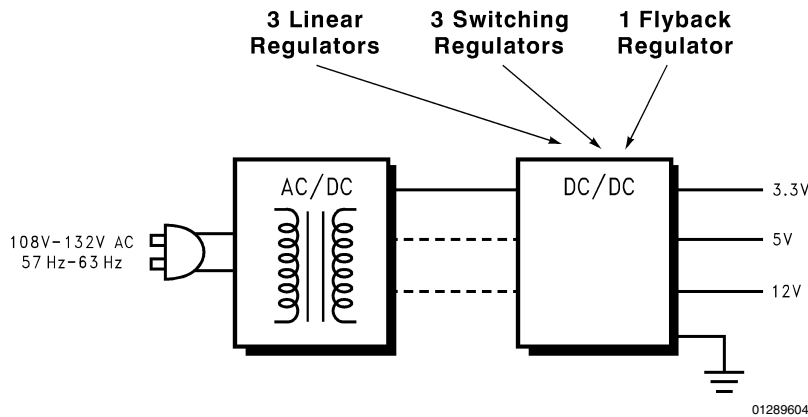 3 Linear
Regulators
3 Switching
Regulators
1 Flyback
Regulator
AC/DC
DC/DC
108V–132V AC
57 Hz–63 Hz
3.3V
5V
12V
01289604